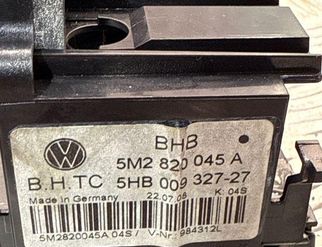 BHB
5M2 820 045 A
B.H.TC 5HB 009 327-27
Made in Germany 22.07.08 K: 04S
5M2820045A 04S / V-Nr.: 984312L